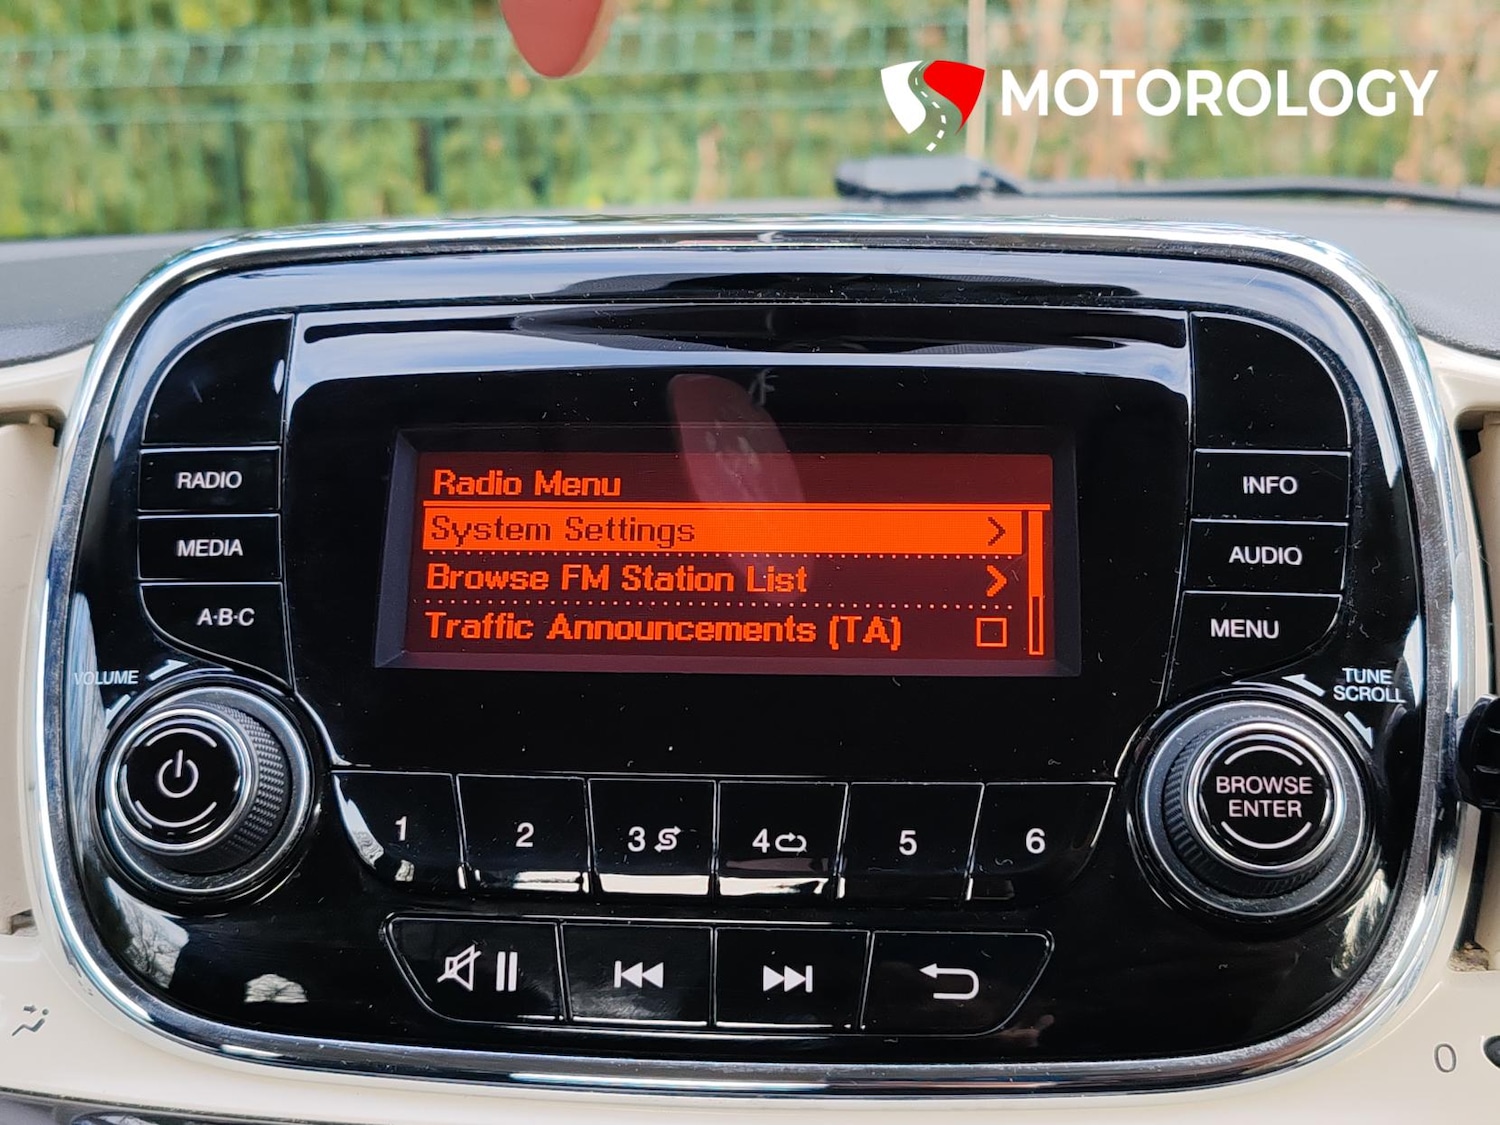 MOTOROLOGY
RADIO
MEDIA
A·B·C
VOLUME
Radio Menu
System Settings
Browse FM Station List
Traffic Announcements (TA)
INFO
AUDIO
MENU
TUNE
SCROLL
BROWSE
ENTER
1
2
3
4
5
6
0